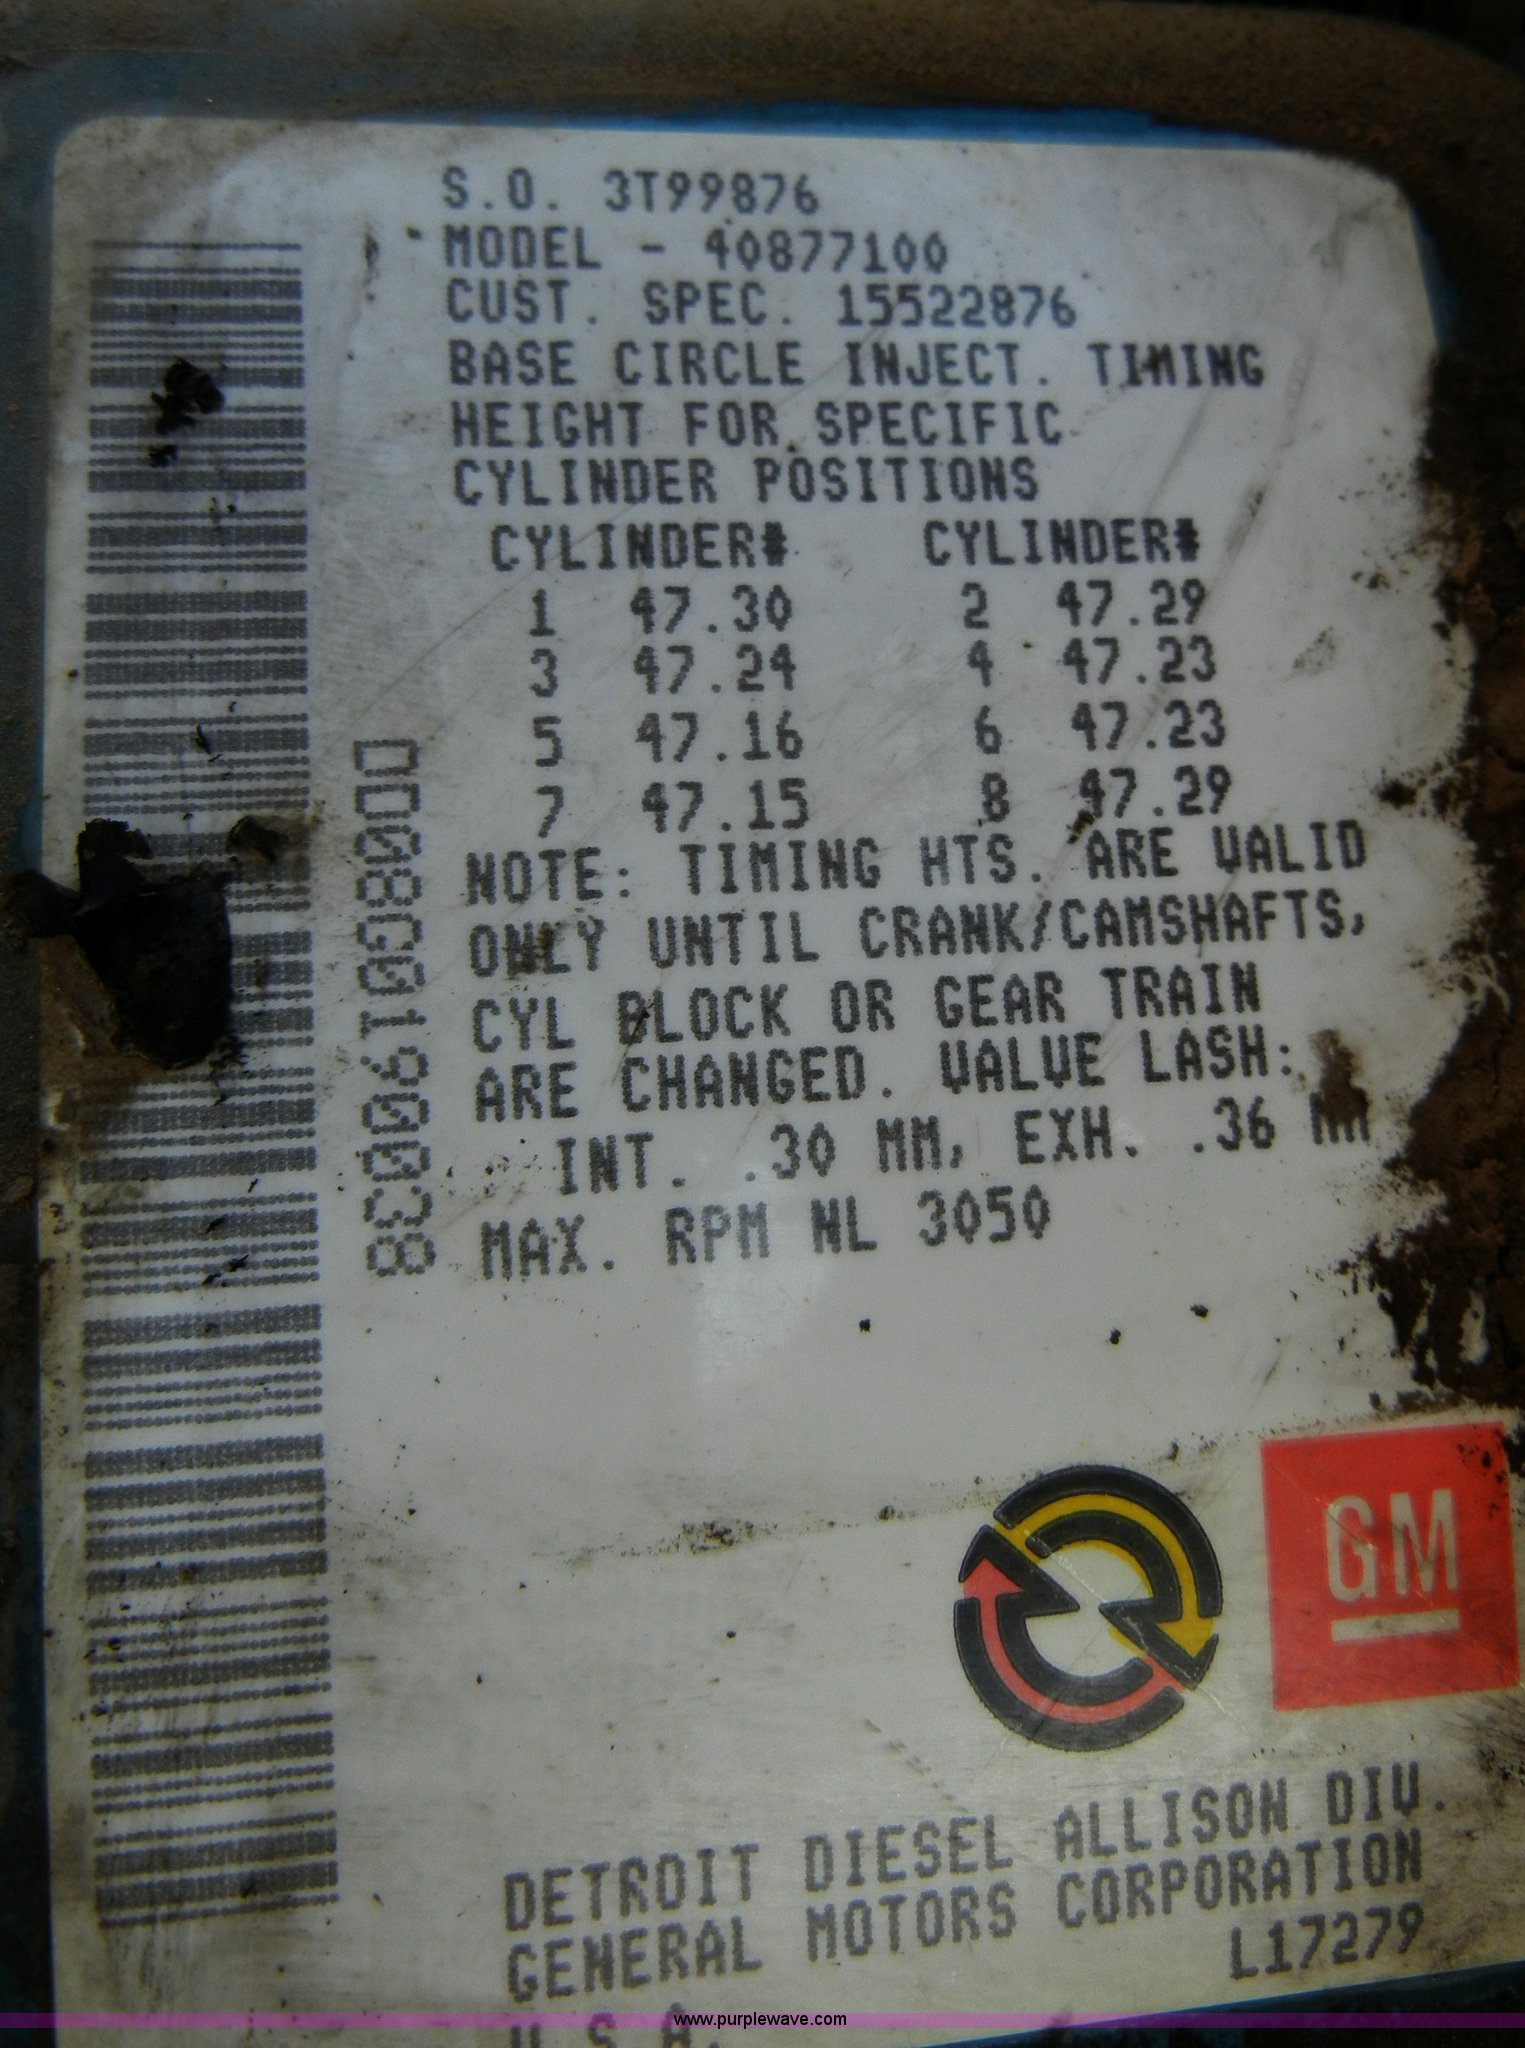 S.O. 3T99876
MODEL - 40877100
CUST. SPEC. 15522876
BASE CIRCLE INJECT. TIMING
HEIGHT FOR SPECIFIC
CYLINDER POSITIONS
CYLINDER# CYLINDER#
1 47.30 2 47.29
3 47.24 4 47.23
5 47.16 6 47.23
7 47.15 8 47.29
NOTE: TIMING HTS. ARE VALID
ONLY UNTIL CRANK/CAMSHAFTS,
CYL BLOCK OR GEAR TRAIN
ARE CHANGED. VALVE LASH:
INT. .30 MM, EXH. .36 MM
MAX. RPM NL 3050
GM
DETROIT DIESEL ALLISON DIV.
GENERAL MOTORS CORPORATION
L17279
U.S.A.
www.purplewave.com